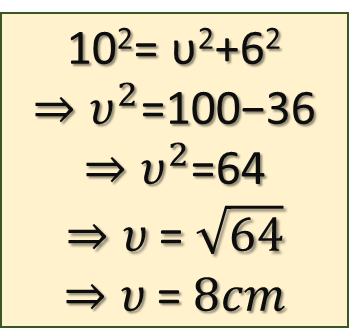 10²= υ²+6²
⇒ υ²=100−36
⇒ υ²=64
⇒ υ = √64
⇒ υ = 8cm